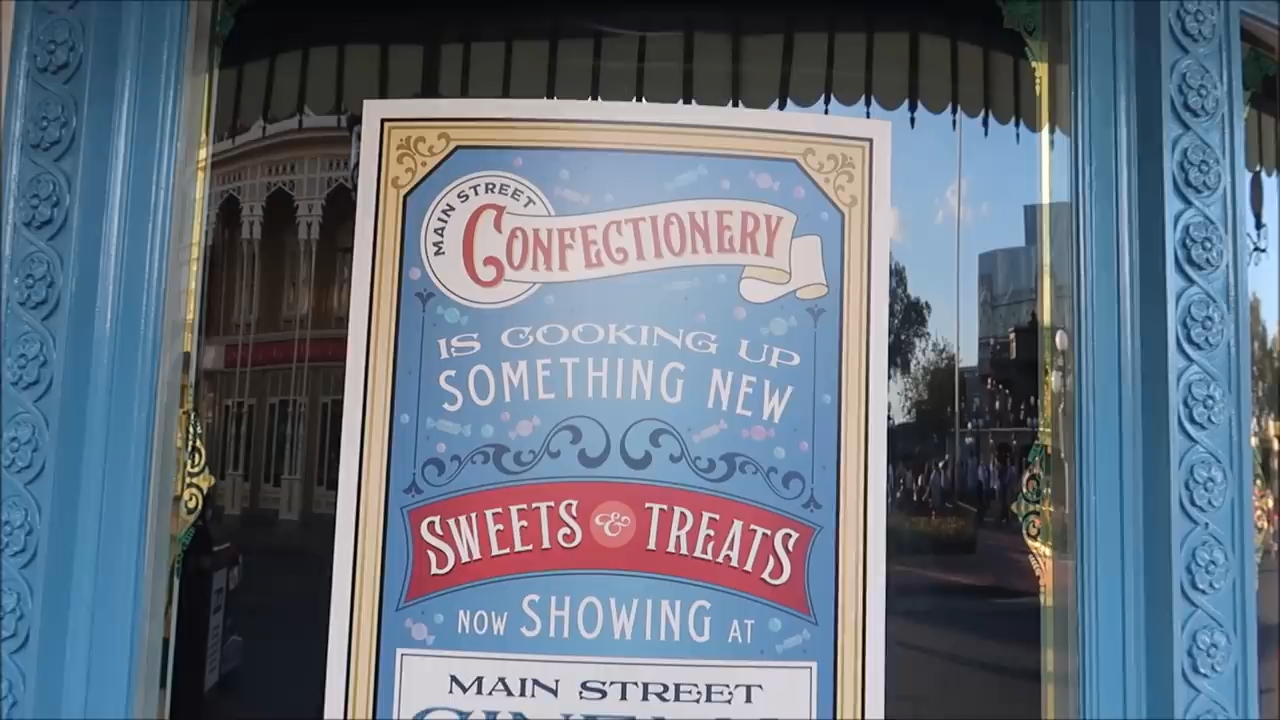 MAIN STREET
CONFECTIONERY
IS COOKING UP
SOMETHING NEW
SWEETS & TREATS
NOW SHOWING AT
MAIN STREET